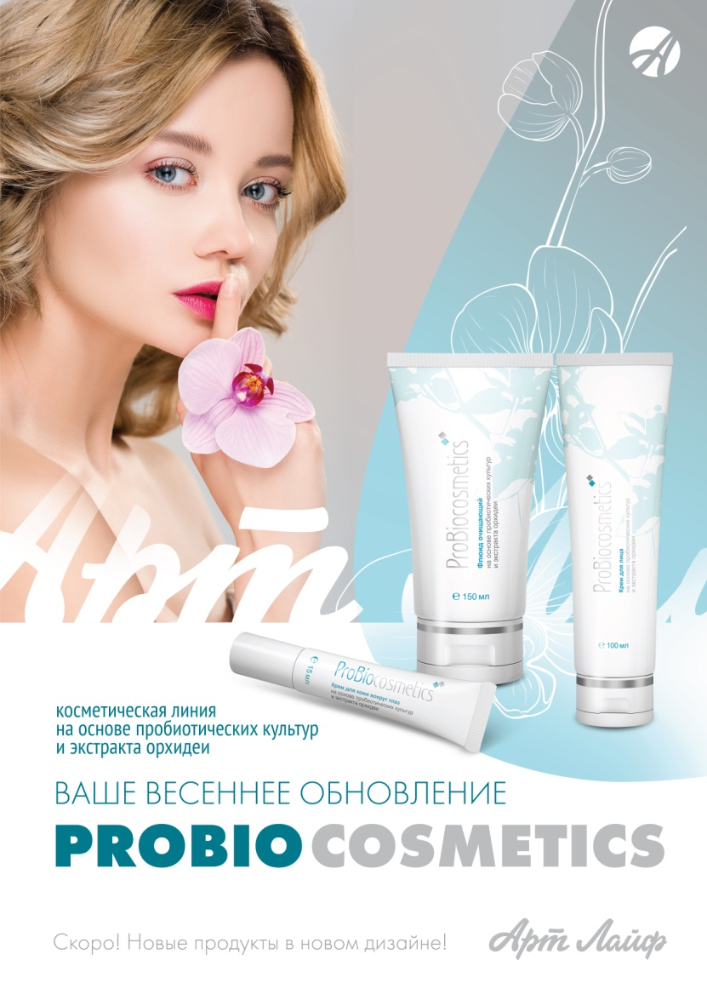 Арт
ProBiocosmetics
Флюид очищающий
на основе пробиотических культур
и экстракта орхидеи
℮ 150 мл
ProBiocosmetics
Крем для лица
на основе пробиотических культур
и экстракта орхидеи
℮ 100 мл
℮ 15 мл
ProBiocosmetics
Крем для кожи вокруг глаз
на основе пробиотических культур
и экстракта орхидеи
косметическая линия
на основе пробиотических культур
и экстракта орхидеи
ВАШЕ ВЕСЕННЕЕ ОБНОВЛЕНИЕ
PROBIO COSMETICS
Скоро! Новые продукты в новом дизайне!
Арт Лайф